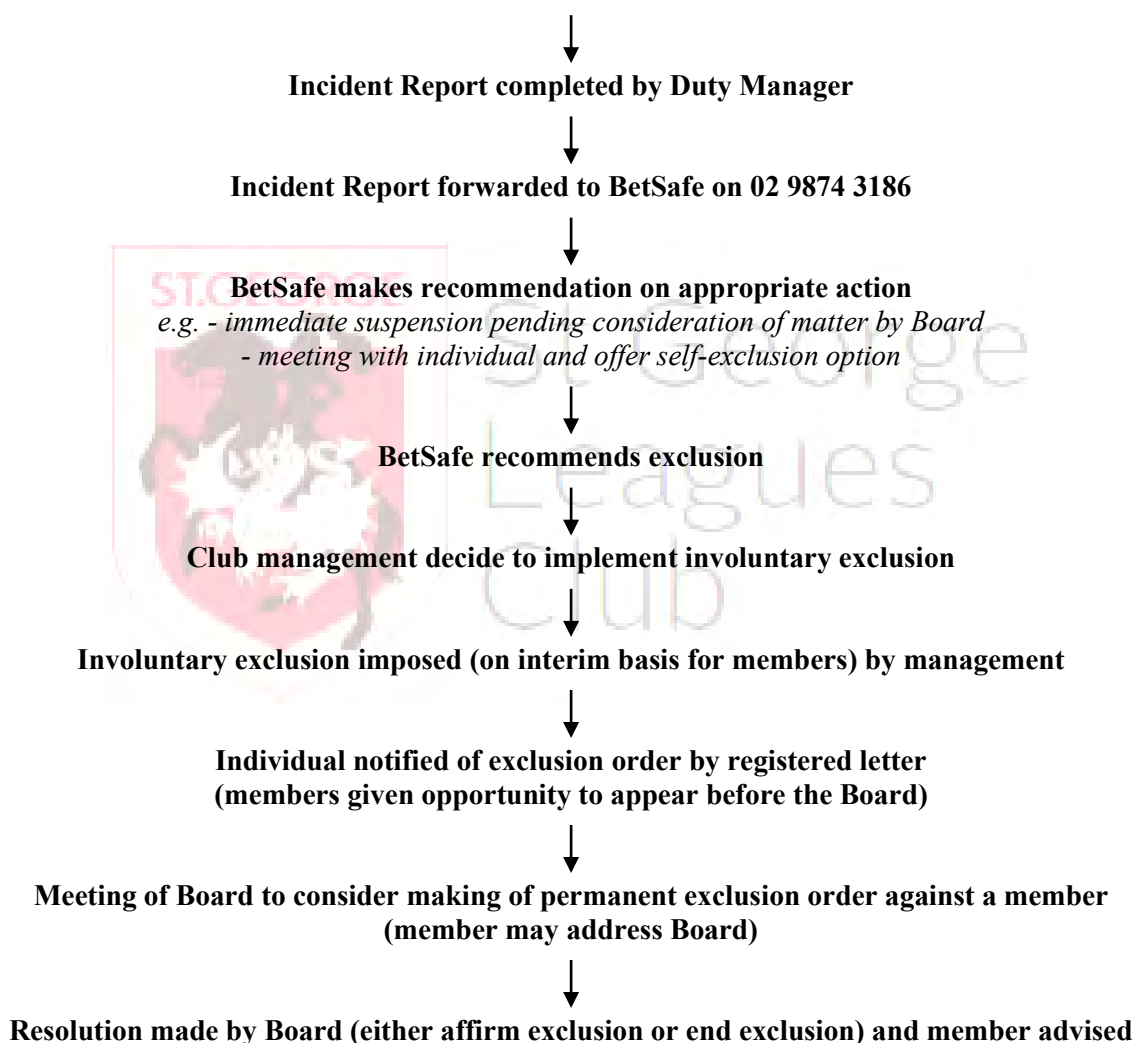 Incident Report completed by Duty Manager
Incident Report forwarded to BetSafe on 02 9874 3186
ST.GEORGE
BetSafe makes recommendation on appropriate action
e.g. - immediate suspension pending consideration of matter by Board
- meeting with individual and offer self-exclusion option
St George
Leagues
Club
BetSafe recommends exclusion
Club management decide to implement involuntary exclusion
Involuntary exclusion imposed (on interim basis for members) by management
Individual notified of exclusion order by registered letter
(members given opportunity to appear before the Board)
Meeting of Board to consider making of permanent exclusion order against a member
(member may address Board)
Resolution made by Board (either affirm exclusion or end exclusion) and member advised